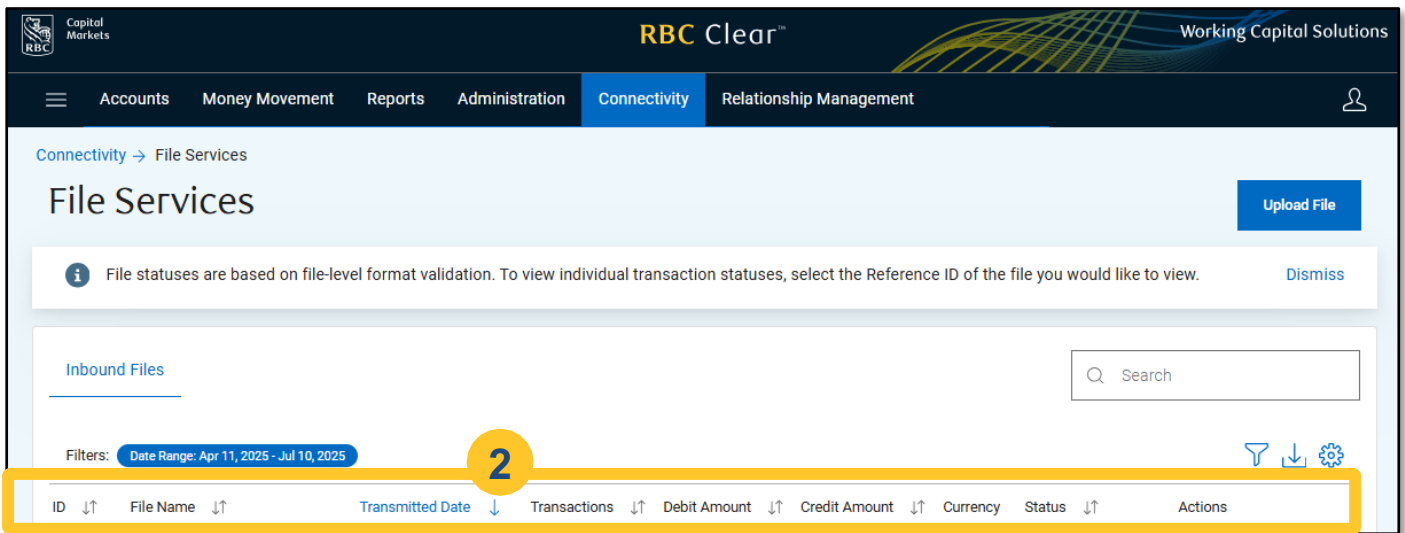 RBC
Capital
Markets
RBC Clear™
Working Capital Solutions
Accounts Money Movement Reports Administration Connectivity Relationship Management
Connectivity → File Services
File Services
Upload File
File statuses are based on file-level format validation. To view individual transaction statuses, select the Reference ID of the file you would like to view. Dismiss
Inbound Files
Search
Filters: Date Range: Apr 11, 2025 - Jul 10, 2025
2
ID ↓↑ File Name ↓↑ Transmitted Date ↓ Transactions ↓↑ Debit Amount ↓↑ Credit Amount ↓↑ Currency Status ↓↑ Actions